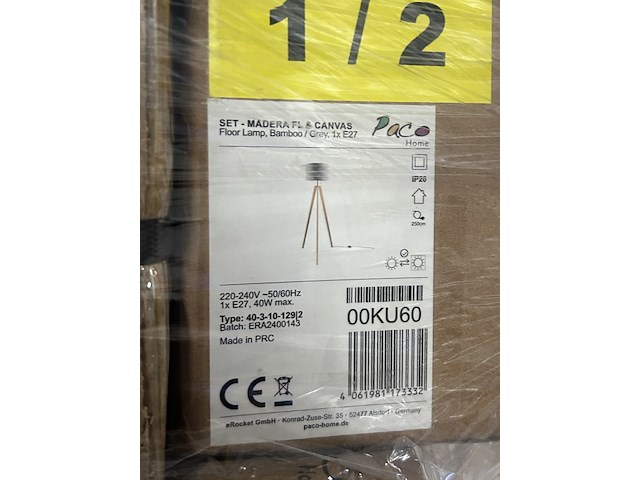 1 / 2
SET - MADERA FL & CANVAS
Floor Lamp, Bamboo / Grey, 1x E27
Paco
Home
IP20
250cm
220-240V ~50/60Hz
1x E27, 40W max.
Type: 40-3-10-129|2
Batch: ERA2400143
Made in PRC
00KU60
4 061981 173332
CE
eRocket GmbH · Konrad-Zuse-Str. 35 · 52477 Alsdorf · Germany
paco-home.de